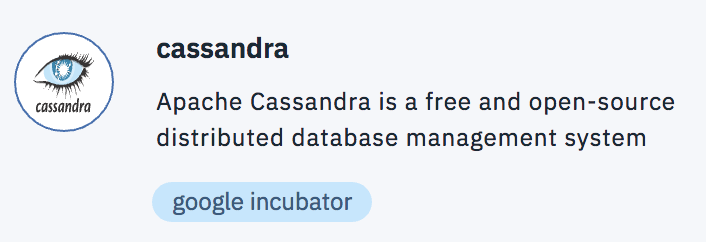 cassandra
cassandra
Apache Cassandra is a free and open-source
distributed database management system
google incubator